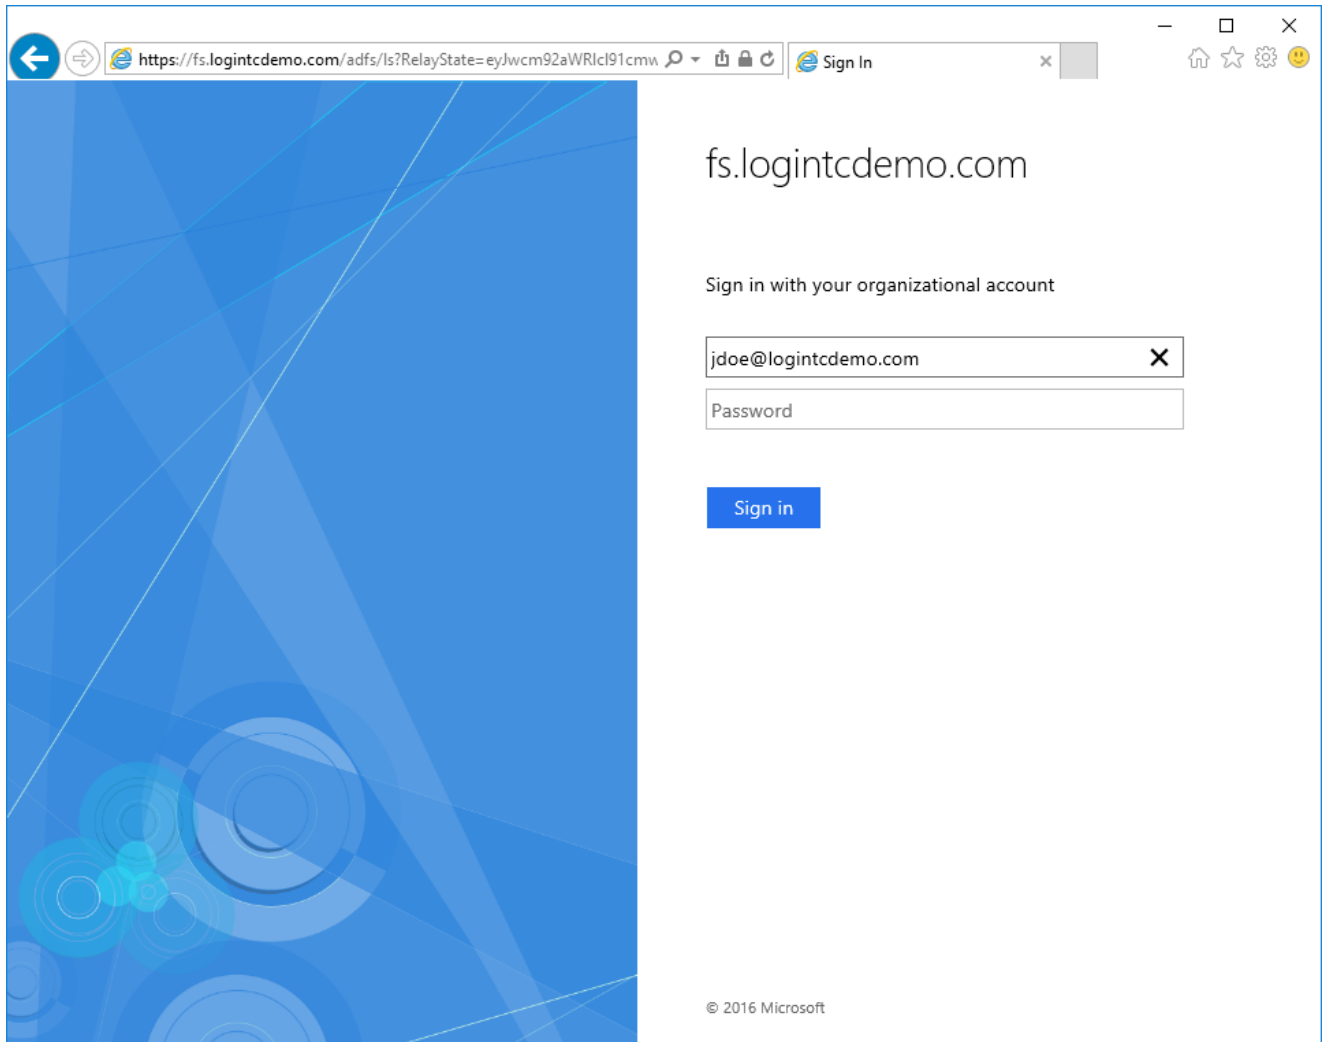 https://fs.logintcdemo.com/adfs/ls?RelayState=eyJwcm92aWRlcl91cmw
Sign In
fs.logintcdemo.com
Sign in with your organizational account
jdoe@logintcdemo.com
Password
Sign in
© 2016 Microsoft